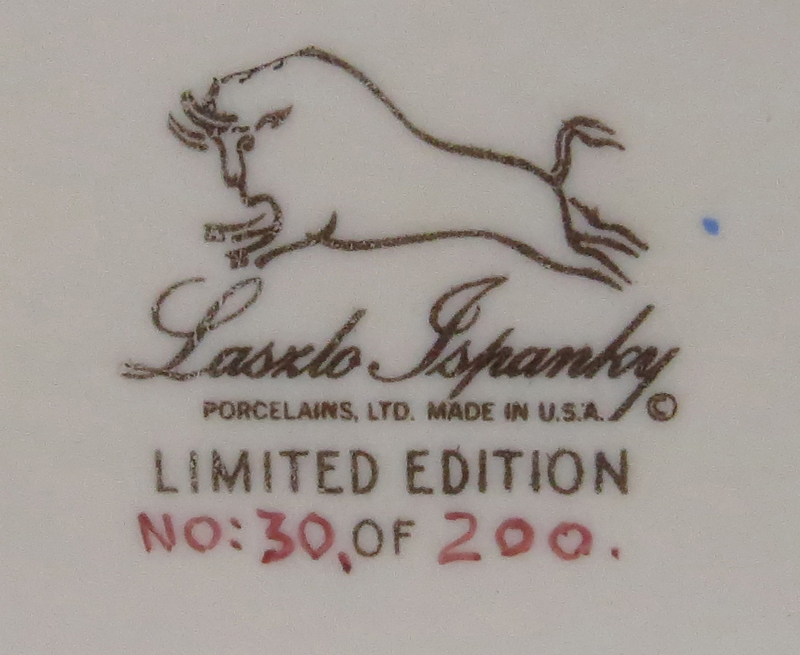 Laszlo Ispanky
PORCELAINS, LTD. MADE IN U.S.A. ©
LIMITED EDITION
NO: 30, OF 200.